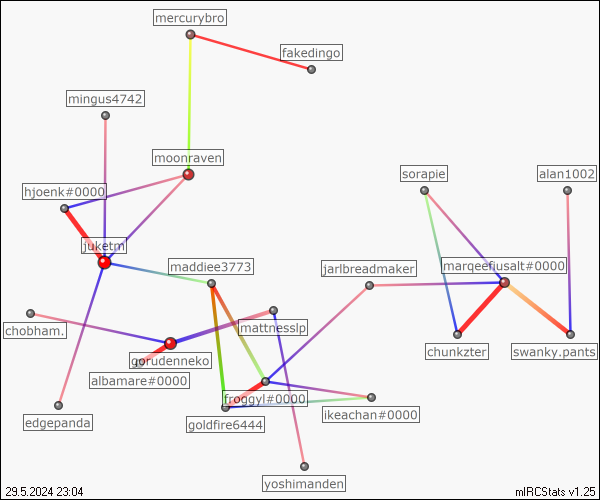 mercurybro
fakedingo
mingus4742
moonraven
sorapie
alan1002
hjoenk#0000
juketm
maddiee3773
jarlbreadmaker
marqeefiusalt#0000
chobham.
mattnesslp
gorudenneko
chunkzter
swanky.pants
albamare#0000
froggyl#0000
edgepanda
goldfire6444
ikeachan#0000
yoshimanden
29.5.2024 23:04
mIRCStats v1.25